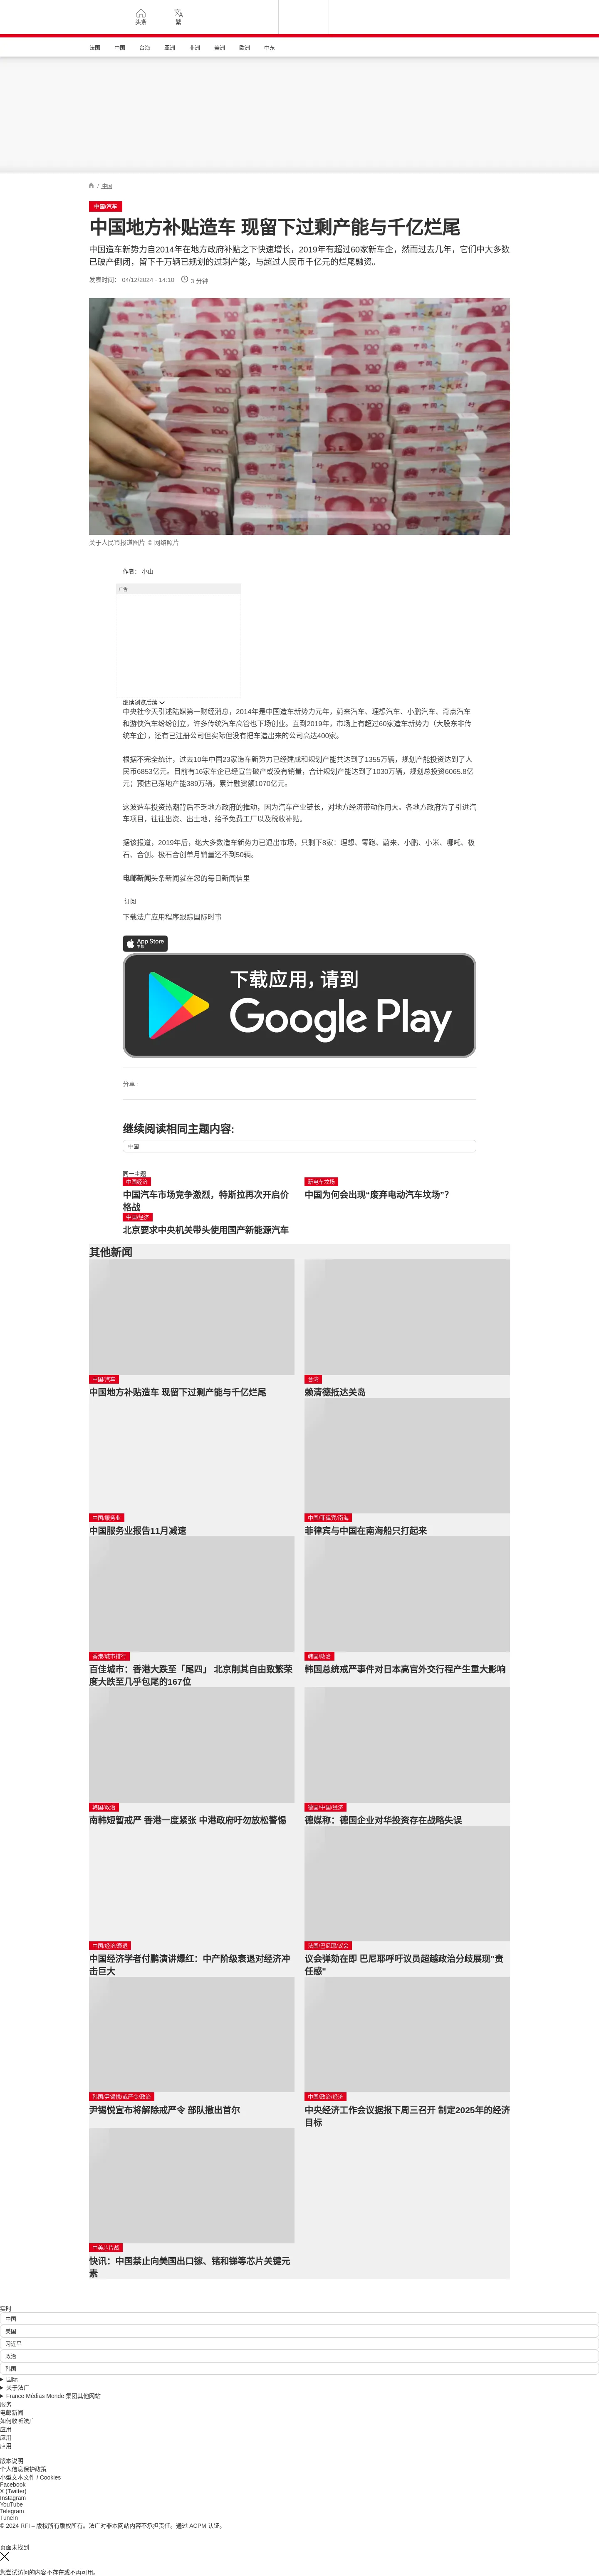 头条
繁
法国
中国
台海
亚洲
非洲
美洲
欧洲
中东
/ 中国
中国/汽车
中国地方补贴造车 现留下过剩产能与千亿烂尾
中国造车新势力自2014年在地方政府补贴之下快速增长，2019年有超过60家新车企，然而过去几年，它们中大多数
已破产倒闭，留下千万辆已规划的过剩产能，与超过人民币千亿元的烂尾融资。
发表时间： 04/12/2024 - 14:10 3 分钟
关于人民币报道图片 © 网络照片
作者： 小山
广告
继续浏览后续
中央社今天引述陆媒第一财经消息，2014年是中国造车新势力元年，蔚来汽车、理想汽车、小鹏汽车、奇点汽车
和游侠汽车纷纷创立，许多传统汽车高管也下场创业。直到2019年，市场上有超过60家造车新势力（大股东非传
统车企），还有已注册公司但实际但没有把车造出来的公司高达400家。
根据不完全统计，过去10年中国23家造车新势力已经建成和规划产能共达到了1355万辆，规划产能投资达到了人
民币6853亿元。目前有16家车企已经宣告破产或没有销量，合计规划产能达到了1030万辆，规划总投资6065.8亿
元；预估已落地产能389万辆，累计融资额1070亿元。
这波造车投资热潮背后不乏地方政府的推动，因为汽车产业链长，对地方经济带动作用大。各地方政府为了引进汽
车项目，往往出资、出土地，给予免费工厂以及税收补贴。
据该报道，2019年后，绝大多数造车新势力已退出市场，只剩下8家：理想、零跑、蔚来、小鹏、小米、哪吒、极
石、合创。极石合创单月销量还不到50辆。
电邮新闻头条新闻就在您的每日新闻信里
订阅
下载法广应用程序跟踪国际时事
App Store
下载
下载应用，请到
Google Play
分享 :
继续阅读相同主题内容:
中国
同一主题
中国经济
中国汽车市场竞争激烈，特斯拉再次开启价
格战
新电车坟场
中国为何会出现“废弃电动汽车坟场”？
中国/经济
北京要求中央机关带头使用国产新能源汽车
其他新闻
中国/汽车
中国地方补贴造车 现留下过剩产能与千亿烂尾
台湾
赖清德抵达关岛
中国/服务业
中国服务业报告11月减速
中国/菲律宾/南海
菲律宾与中国在南海船只打起来
香港/城市排行
百佳城市：香港大跌至「尾四」 北京削其自由致繁荣
度大跌至几乎包尾的167位
韩国/政治
韩国总统戒严事件对日本高官外交行程产生重大影响
韩国/政治
南韩短暂戒严 香港一度紧张 中港政府吁勿放松警惕
德国/中国/经济
德媒称：德国企业对华投资存在战略失误
中国/经济/衰退
中国经济学者付鹏演讲爆红：中产阶级衰退对经济冲
击巨大
法国/巴尼耶/议会
议会弹劾在即 巴尼耶呼吁议员超越政治分歧展现"责
任感"
韩国/尹锡悦/戒严令/政治
尹锡悦宣布将解除戒严令 部队撤出首尔
中国/政治/经济
中央经济工作会议据报下周三召开 制定2025年的经济
目标
中美芯片战
快讯：中国禁止向美国出口镓、锗和锑等芯片关键元
素
实时
中国
美国
习近平
政治
韩国
国际
关于法广
France Médias Monde 集团其他网站
服务
电邮新闻
如何收听法广
应用
应用
应用
版本说明
个人信息保护政策
小型文本文件 / Cookies
Facebook
X (Twitter)
Instagram
YouTube
Telegram
Tunein
© 2024 RFI – 版权所有版权所有。法广对非本网站内容不承担责任。通过 ACPM 认证。
页面未找到
您尝试访问的内容不存在或不再可用。